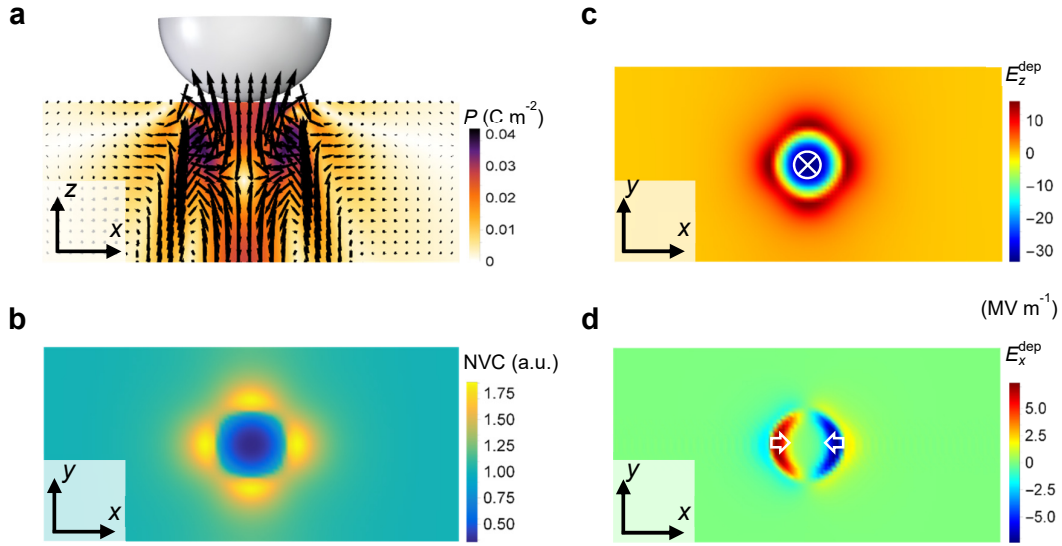 a
P (C m⁻²)
0.04
0.03
0.02
0.01
0
z
x
b
NVC (a.u.)
1.75
1.50
1.25
1.00
0.75
0.50
y
x
c
E_z^dep
10
0
−10
−20
−30
y
x
(MV m⁻¹)
d
E_x^dep
5.0
2.5
0
−2.5
−5.0
y
x